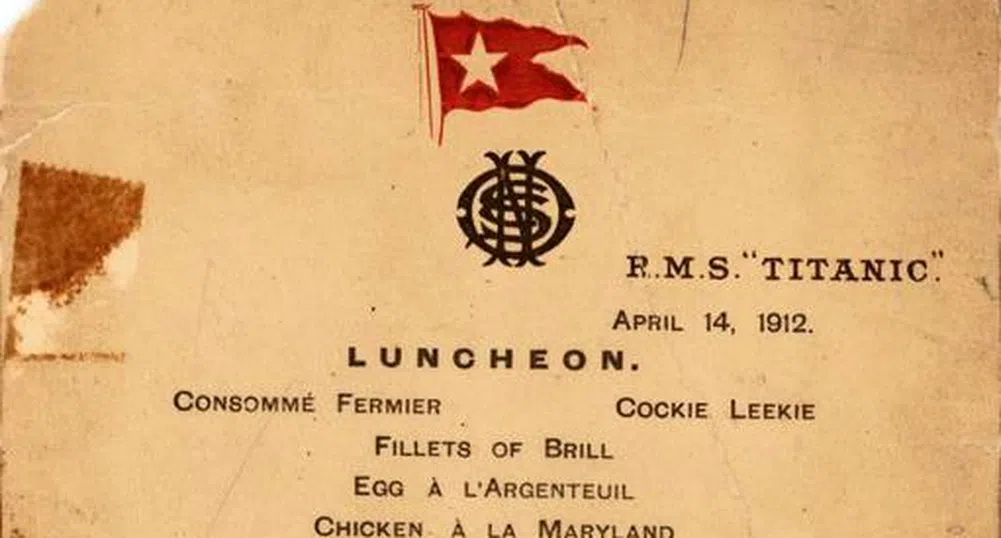 R.M.S. "TITANIC".
APRIL 14, 1912.
LUNCHEON.
CONSOMMÉ FERMIER COCKIE LEEKIE
FILLETS OF BRILL
EGG À L'ARGENTEUIL
CHICKEN À LA MARYLAND